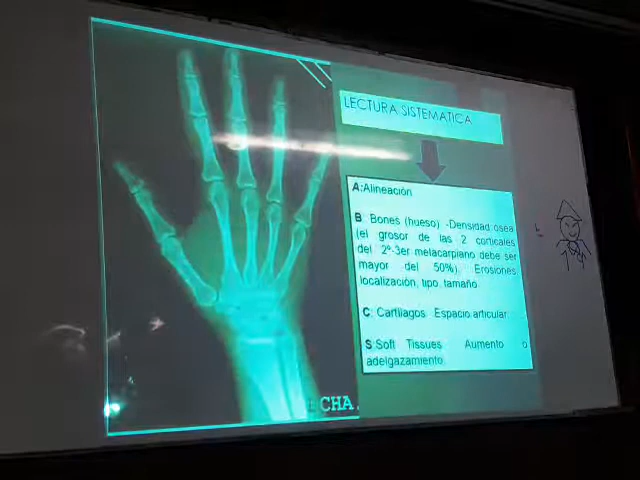 LECTURA SISTEMATICA
A:Alineación
B: Bones (hueso) -Densidad osea
(el grosor de las 2 corticales
del 2º-3er metacarpiano debe ser
mayor del 50%). Erosiones
localización, tipo, tamaño.
C: Cartilagos. Espacio articular
S:Soft Tissues Aumento o
adelgazamiento
CHA.